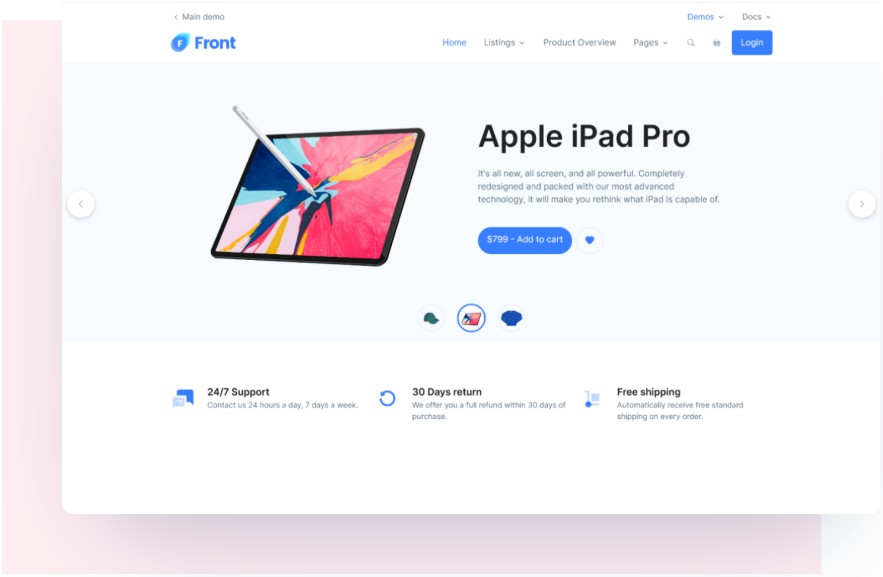 Main demo
Demos
Docs
Front
Home
Listings
Product Overview
Pages
Login
Apple iPad Pro
It's all new, all screen, and all powerful. Completely
redesigned and packed with our most advanced
technology, it will make you rethink what iPad is capable of.
$799 - Add to cart
24/7 Support
Contact us 24 hours a day, 7 days a week.
30 Days return
We offer you a full refund within 30 days of
purchase.
Free shipping
Automatically receive free standard
shipping on every order.